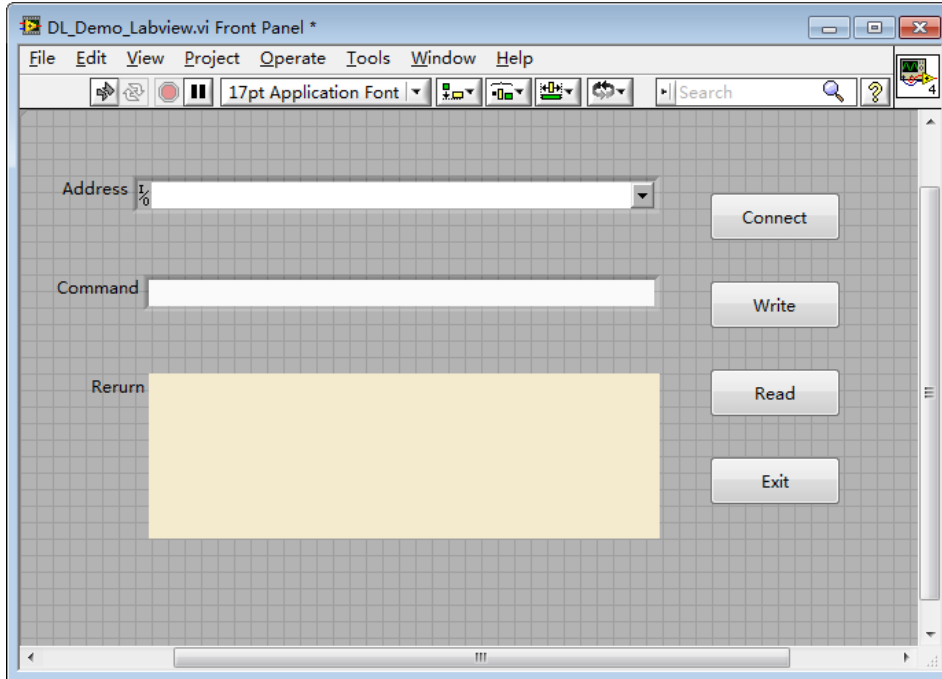 DL_Demo_Labview.vi Front Panel *
File Edit View Project Operate Tools Window Help
17pt Application Font
Search
4
Address
Connect
Command
Write
Rerurn
Read
Exit